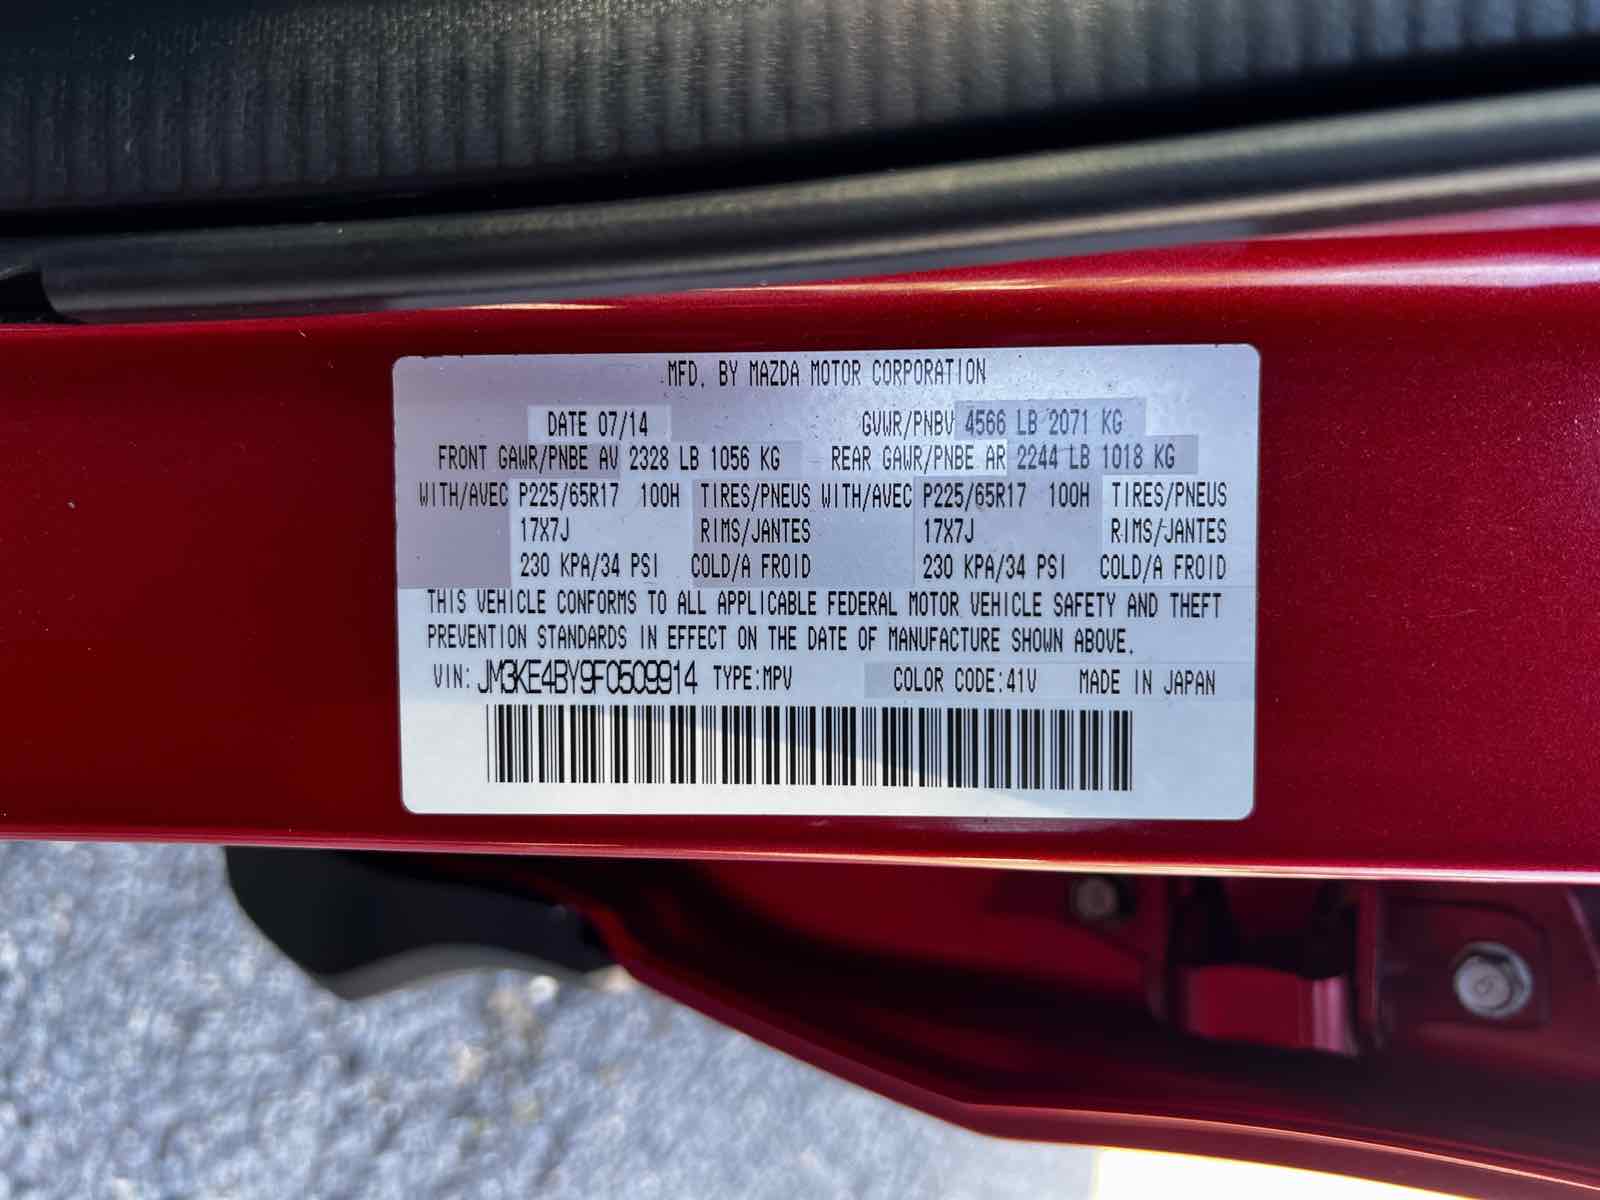 MFD. BY MAZDA MOTOR CORPORATION
DATE 07/14 GVWR/PNBV 4566 LB 2071 KG
FRONT GAWR/PNBE AV 2328 LB 1056 KG REAR GAWR/PNBE AR 2244 LB 1018 KG
WITH/AVEC P225/65R17 100H TIRES/PNEUS WITH/AVEC P225/65R17 100H TIRES/PNEUS
17X7J RIMS/JANTES 17X7J RIMS/JANTES
230 KPA/34 PSI COLD/A FROID 230 KPA/34 PSI COLD/A FROID
THIS VEHICLE CONFORMS TO ALL APPLICABLE FEDERAL MOTOR VEHICLE SAFETY AND THEFT
PREVENTION STANDARDS IN EFFECT ON THE DATE OF MANUFACTURE SHOWN ABOVE.
VIN: JM3KE4BY9F0509914 TYPE:MPV COLOR CODE:41V MADE IN JAPAN